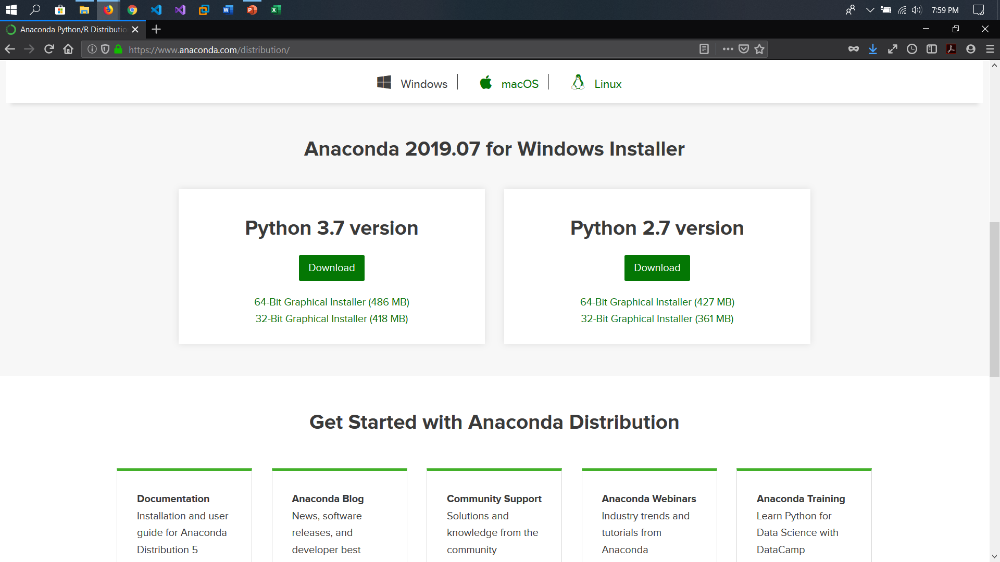 7:59 PM
Anaconda Python/R Distributio
https://www.anaconda.com/distribution/
Windows macOS Linux
Anaconda 2019.07 for Windows Installer
Python 3.7 version
Download
64-Bit Graphical Installer (486 MB)
32-Bit Graphical Installer (418 MB)
Python 2.7 version
Download
64-Bit Graphical Installer (427 MB)
32-Bit Graphical Installer (361 MB)
Get Started with Anaconda Distribution
Documentation
Installation and user
guide for Anaconda
Distribution 5
Anaconda Blog
News, software
releases, and
developer best
Community Support
Solutions and
knowledge from the
community
Anaconda Webinars
Industry trends and
tutorials from
Anaconda
Anaconda Training
Learn Python for
Data Science with
DataCamp